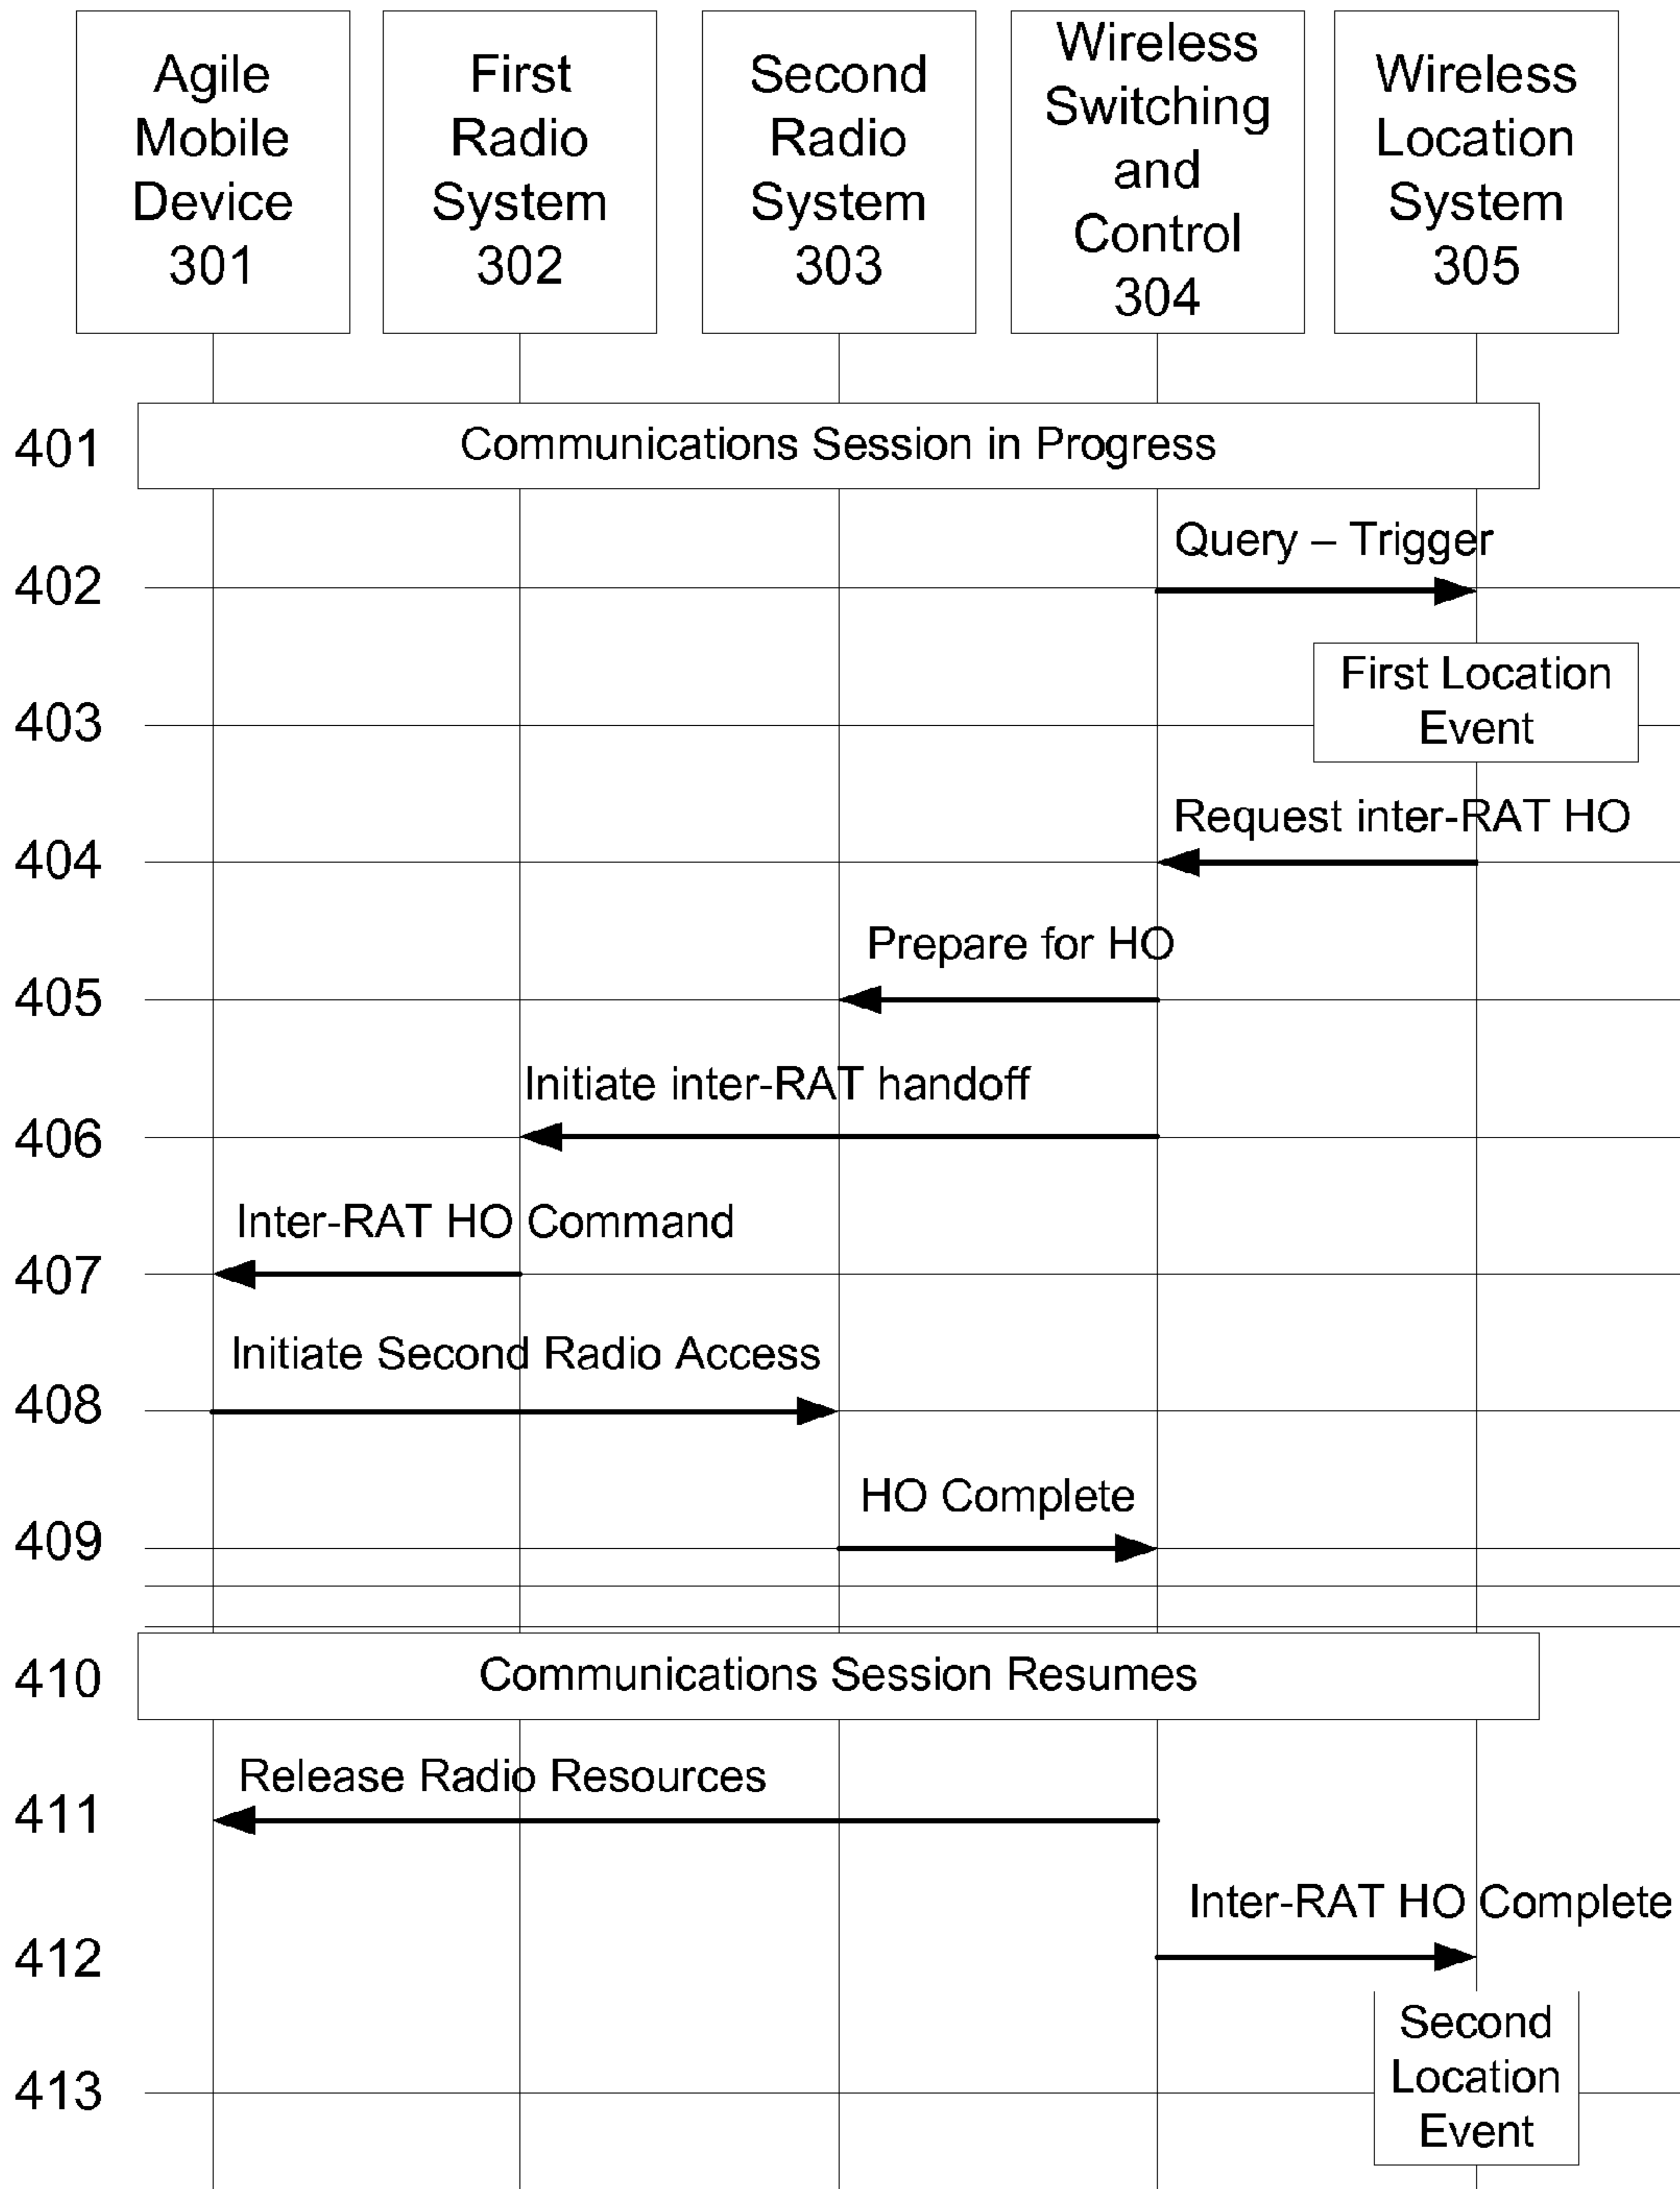 Agile
Mobile
Device
301
First
Radio
System
302
Second
Radio
System
303
Wireless
Switching
and
Control
304
Wireless
Location
System
305
401
Communications Session in Progress
Query – Trigger
402
First Location
Event
403
Request inter-RAT HO
404
Prepare for HO
405
Initiate inter-RAT handoff
406
Inter-RAT HO Command
407
Initiate Second Radio Access
408
HO Complete
409
410
Communications Session Resumes
Release Radio Resources
411
Inter-RAT HO Complete
412
Second
Location
Event
413